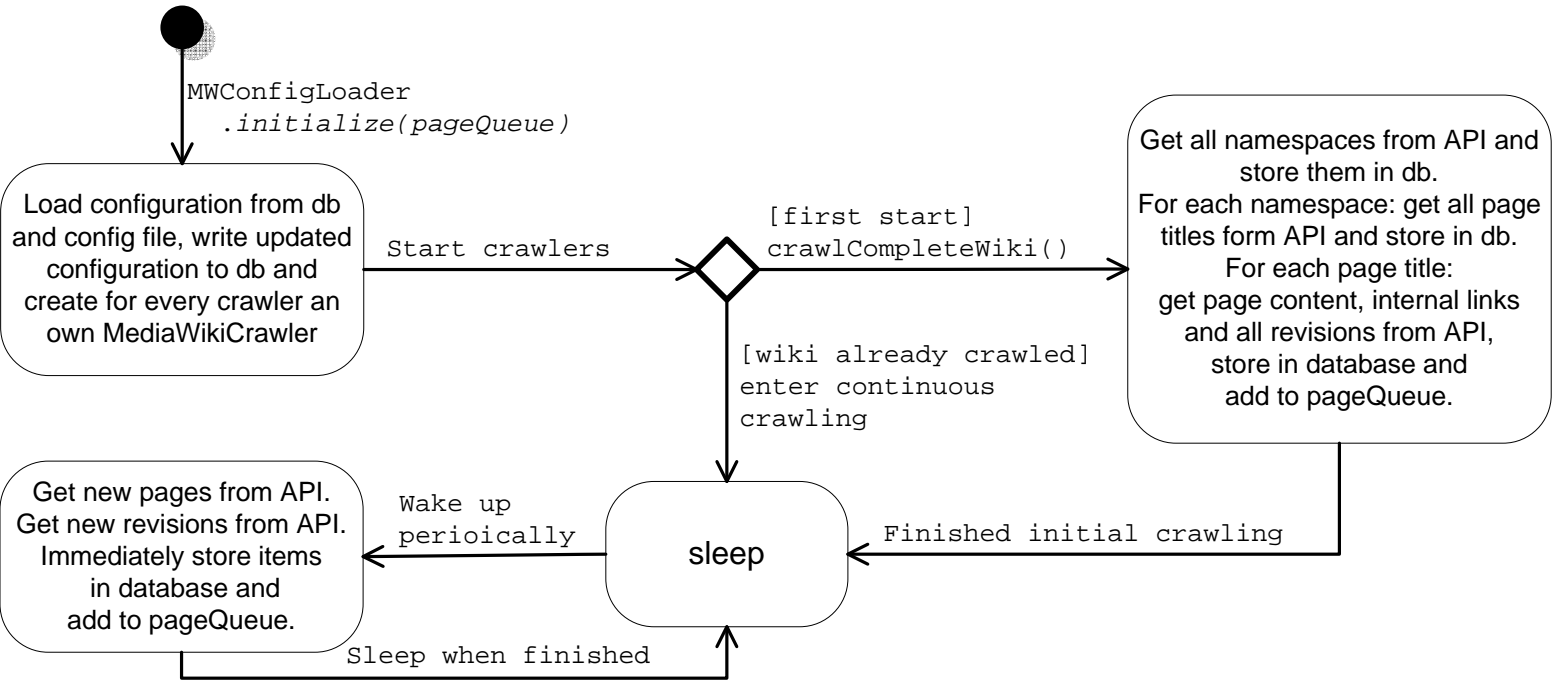 MWConfigLoader
.initialize(pageQueue)
Load configuration from db
and config file, write updated
configuration to db and
create for every crawler an
own MediaWikiCrawler
Start crawlers
[first start]
crawlCompleteWiki()
Get all namespaces from API and
store them in db.
For each namespace: get all page
titles form API and store in db.
For each page title:
get page content, internal links
and all revisions from API,
store in database and
add to pageQueue.
[wiki already crawled]
enter continuous
crawling
Get new pages from API.
Get new revisions from API.
Immediately store items
in database and
add to pageQueue.
Wake up
perioically
sleep
Finished initial crawling
Sleep when finished